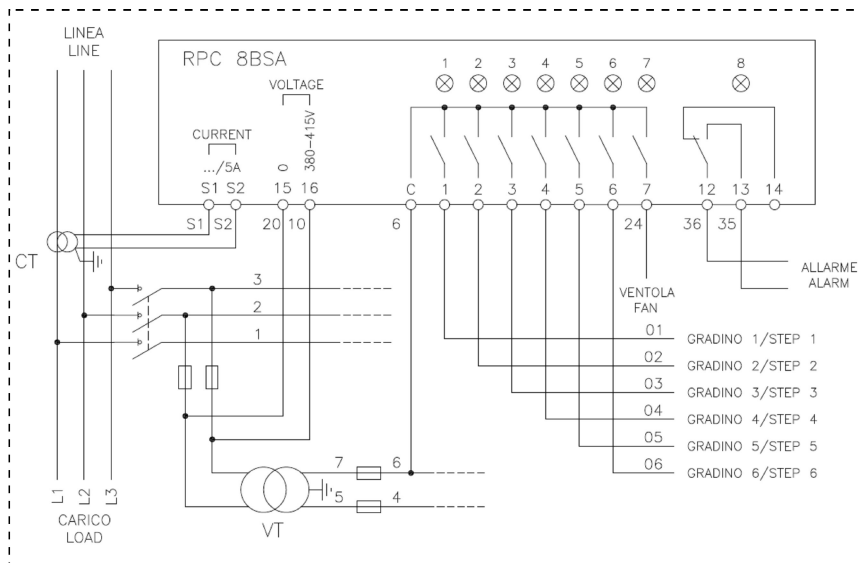 LINEA
LINE
RPC 8BSA
1 2 3 4 5 6 7 8
VOLTAGE
CURRENT
0
380-415V
.../5A
S1 S2 15 16 C 1 2 3 4 5 6 7 12 13 14
S1 S2 20 10 6 24 36 35
CT
3
2
1
VENTOLA
FAN
ALLARME
ALARM
01 GRADINO 1/STEP 1
02 GRADINO 2/STEP 2
03 GRADINO 3/STEP 3
04 GRADINO 4/STEP 4
05 GRADINO 5/STEP 5
06 GRADINO 6/STEP 6
7 6
5 4
VT
L1 L2 L3
CARICO
LOAD